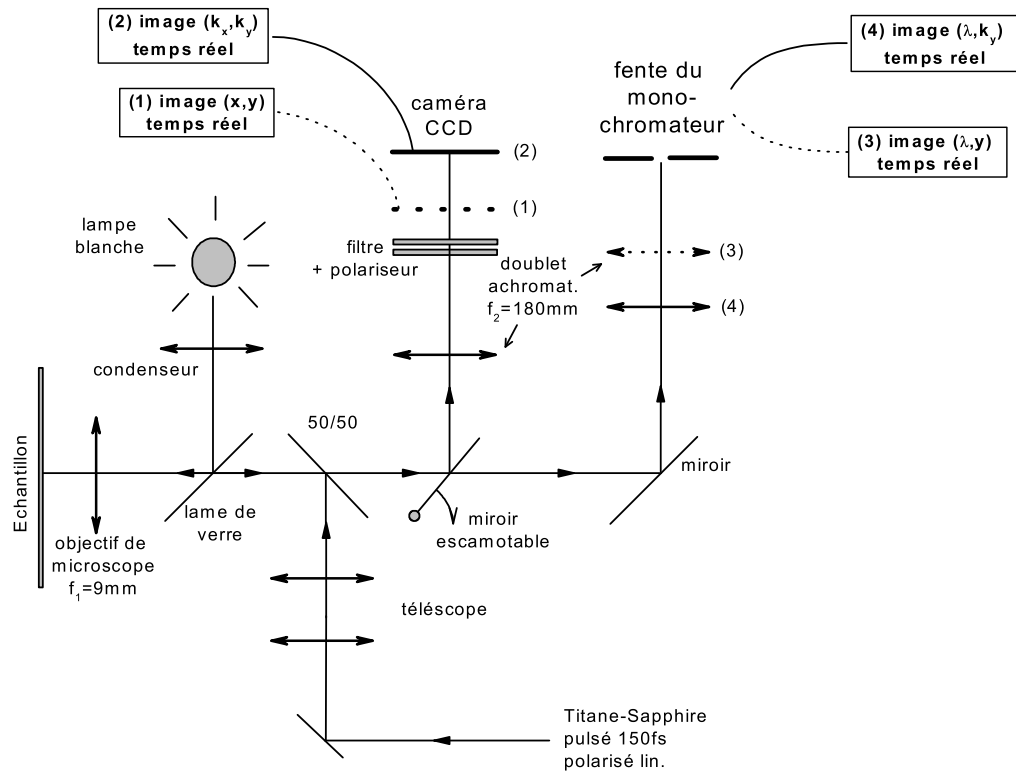 (2) image (kx,ky)
temps réel
(1) image (x,y)
temps réel
caméra
CCD
(2)
(1)
filtre
+ polariseur
fente du
mono-
chromateur
(4) image (λ,ky)
temps réel
(3) image (λ,y)
temps réel
lampe
blanche
condenseur
doublet
achromat.
f2=180mm
(3)
(4)
Echantillon
objectif de
microscope
f1=9mm
lame de
verre
50/50
miroir
escamotable
miroir
téléscope
Titane-Sapphire
pulsé 150fs
polarisé lin.